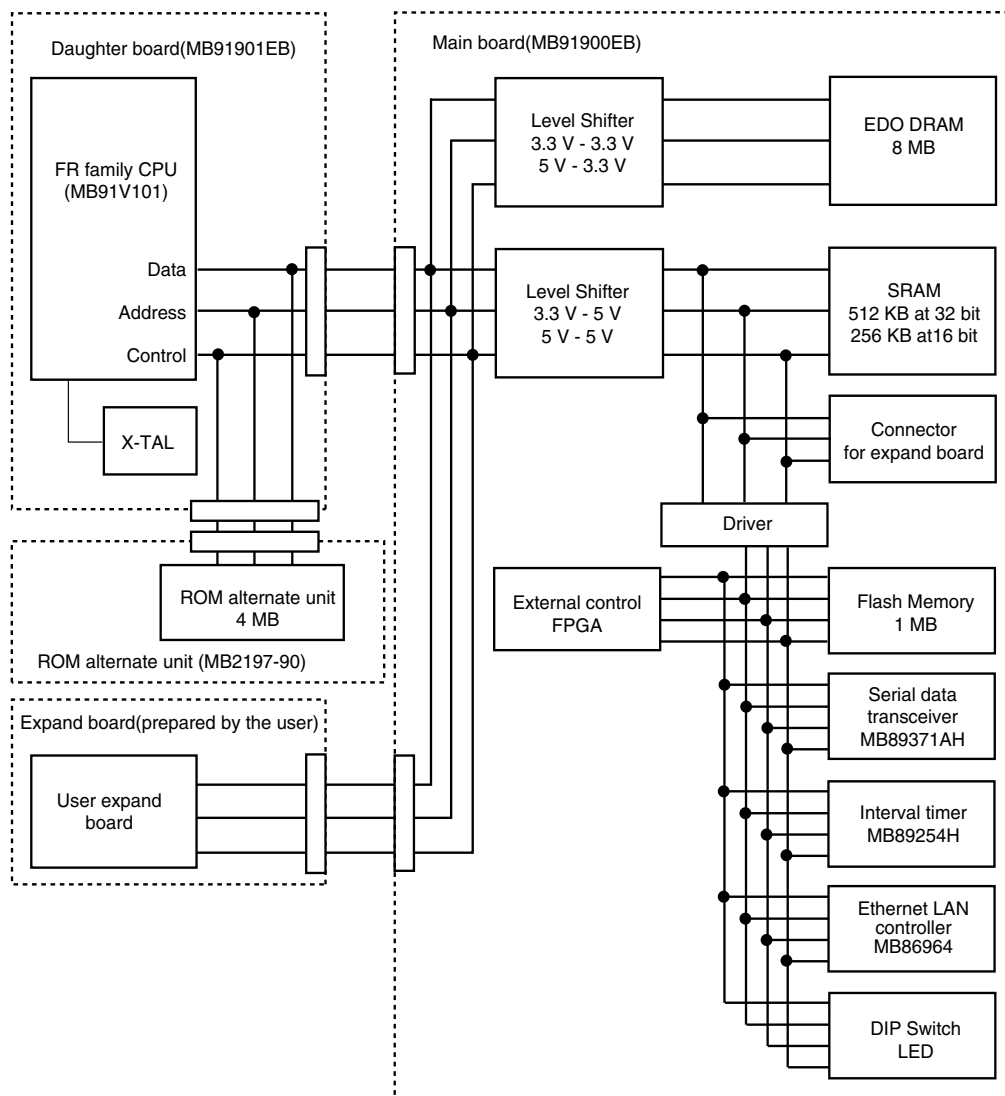 Daughter board(MB91901EB)
FR family CPU
(MB91V101)
Data
Address
Control
X-TAL
ROM alternate unit
4 MB
ROM alternate unit (MB2197-90)
Expand board(prepared by the user)
User expand
board
Main board(MB91900EB)
Level Shifter
3.3 V - 3.3 V
5 V - 3.3 V
EDO DRAM
8 MB
Level Shifter
3.3 V - 5 V
5 V - 5 V
SRAM
512 KB at 32 bit
256 KB at16 bit
Connector
for expand board
Driver
External control
FPGA
Flash Memory
1 MB
Serial data
transceiver
MB89371AH
Interval timer
MB89254H
Ethernet LAN
controller
MB86964
DIP Switch
LED